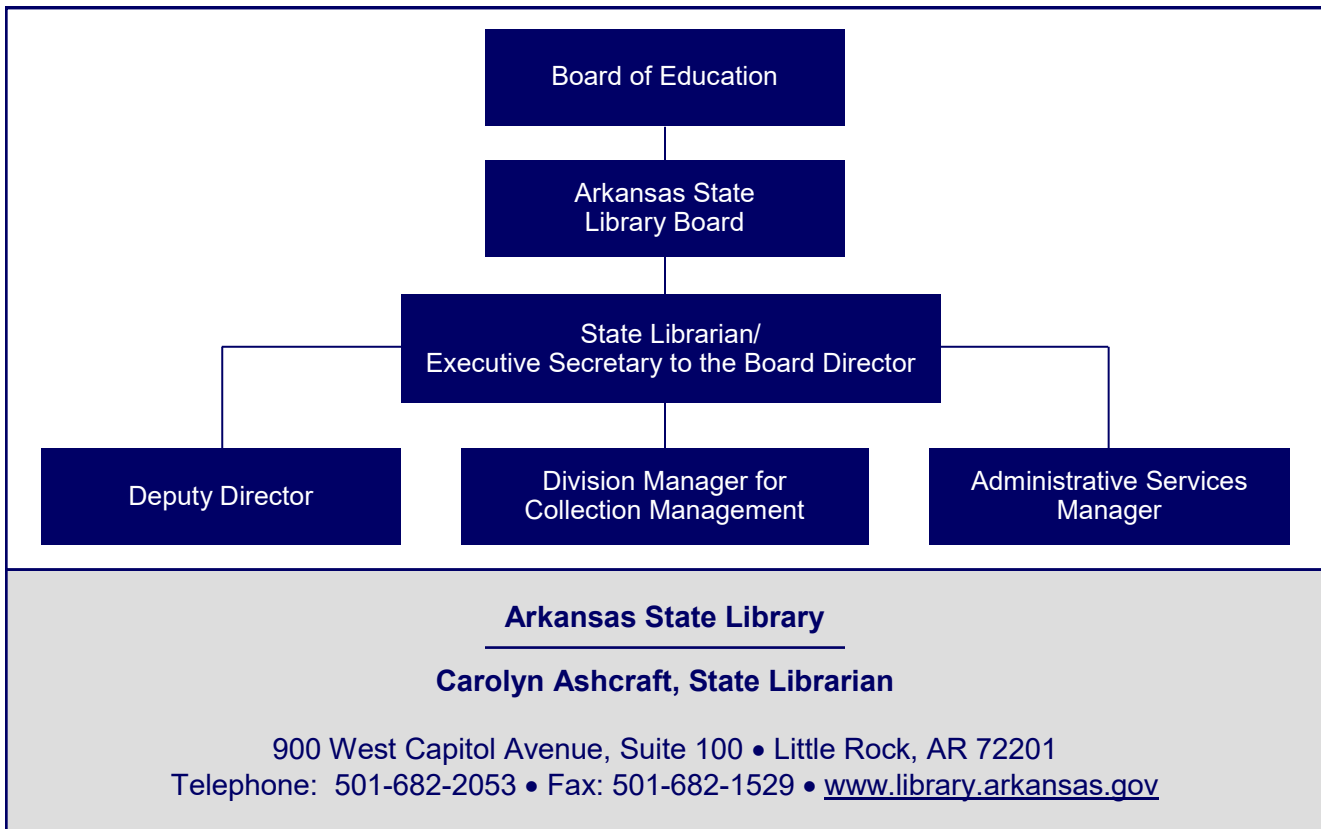 Board of Education
Arkansas State
Library Board
State Librarian/
Executive Secretary to the Board Director
Deputy Director
Division Manager for
Collection Management
Administrative Services
Manager
Arkansas State Library
Carolyn Ashcraft, State Librarian
900 West Capitol Avenue, Suite 100 • Little Rock, AR 72201
Telephone:  501-682-2053 • Fax: 501-682-1529 • www.library.arkansas.gov